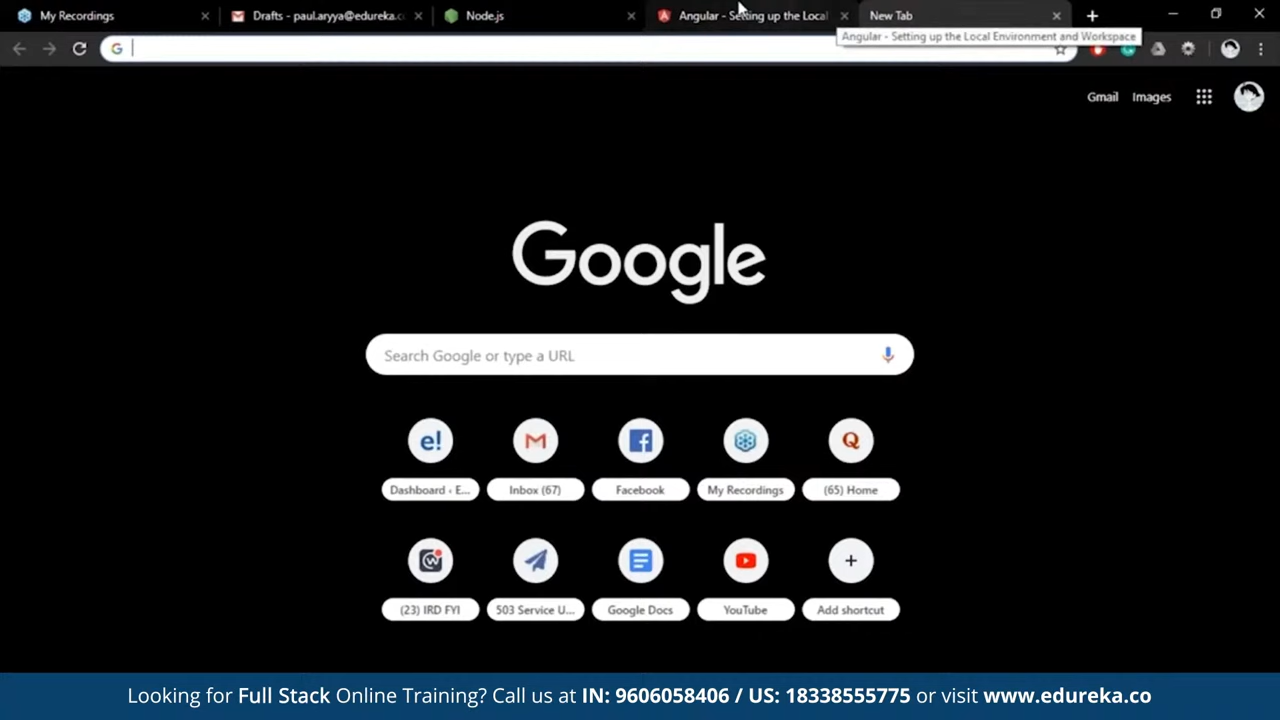 My Recordings
Drafts - paul.aryya@edureka.c
Node.js
Angular - Setting up the Local
New Tab
Angular - Setting up the Local Environment and Workspace
Gmail
Images
Google
Search Google or type a URL
e!
Q
Dashboard ‹ E...
Inbox (67)
Facebook
My Recordings
(65) Home
(23) IRD FYI
503 Service U...
Google Docs
YouTube
Add shortcut
Looking for Full Stack Online Training? Call us at IN: 9606058406 / US: 18338555775 or visit www.edureka.co